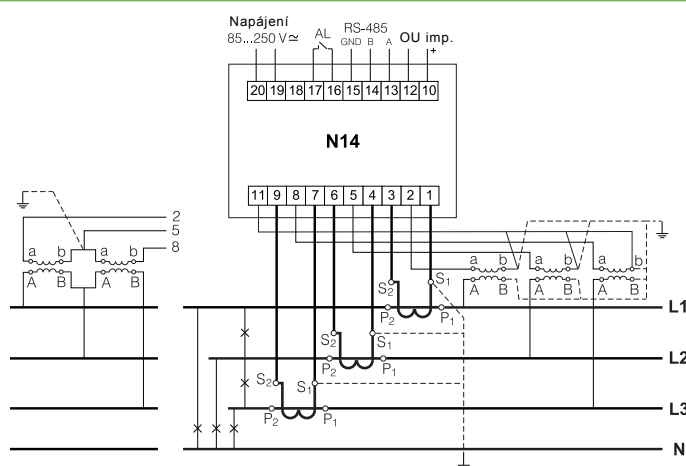 Napájení
85...250 V ≃
AL
RS-485
GND B A
OU imp.
+
20 19 18 17 16 15 14 13 12 10
N14
11 9 8 7 6 5 4 3 2 1
2
5
8
a b a b
A B A B
a b a b a b
A B A B A B
S2 S1
P2 P1
L1
S2 S1
P2 P1
L2
S2 S1
P2 P1
L3
N